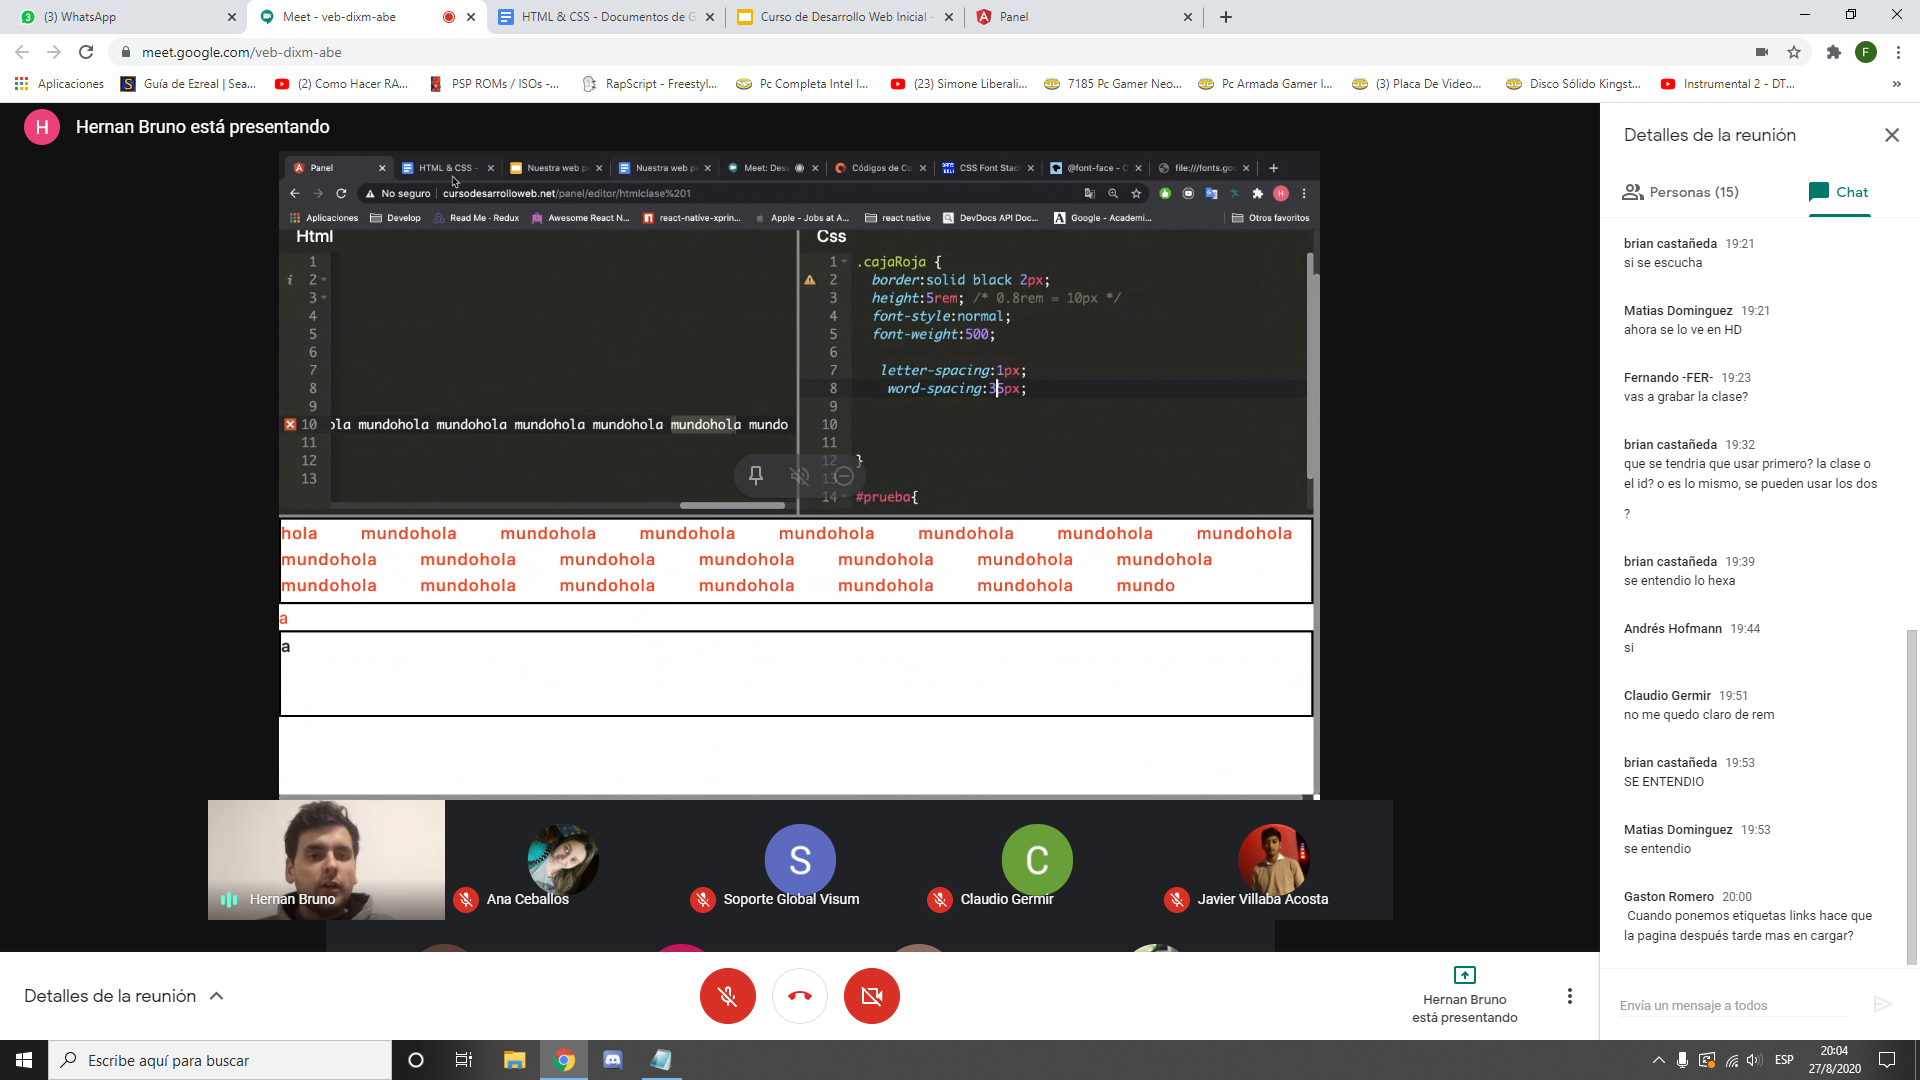 (3) WhatsApp
Meet - veb-dixm-abe
HTML & CSS - Documentos de G
Curso de Desarrollo Web Inicial -
Panel
meet.google.com/veb-dixm-abe
F
Aplicaciones
Guía de Ezreal | Sea...
(2) Como Hacer RA...
PSP ROMs / ISOs -...
RapScript - Freestyl...
Pc Completa Intel I...
(23) Simone Liberali...
7185 Pc Gamer Neo...
Pc Armada Gamer I...
(3) Placa De Video...
Disco Sólido Kingst...
Instrumental 2 - DT...
H
Hernan Bruno está presentando
Panel
HTML & CSS -
Nuestra web p
Nuestra web p
Meet: Des
Códigos de Co
CSS Font Stac
@font-face - C
file:///fonts.goo
No seguro
cursodesarrolloweb.net/panel/editor/htmlclase%201
Aplicaciones
Develop
Read Me · Redux
Awesome React N...
react-native-xprin...
Apple - Jobs at A...
react native
DevDocs API Doc...
Google - Academi...
Otros favoritos
Html
1
2
3
4
5
6
7
8
9
10 ola mundohola mundohola mundohola mundohola mundohola mundo
11
12
13
Css
1 .cajaRoja {
2 border:solid black 2px;
3 height:5rem; /* 0.8rem = 10px */
4 font-style:normal;
5 font-weight:500;
6
7 letter-spacing:1px;
8 word-spacing:35px;
9
10
11
12 }
13
14 #prueba{
hola mundohola mundohola mundohola mundohola mundohola mundohola mundohola
mundohola mundohola mundohola mundohola mundohola mundohola mundohola
mundohola mundohola mundohola mundohola mundohola mundohola mundo
a
a
Hernan Bruno
Ana Ceballos
S
Soporte Global Visum
C
Claudio Germir
Javier Villaba Acosta
Detalles de la reunión
Hernan Bruno
está presentando
Detalles de la reunión
Personas (15)
Chat
brian castañeda 19:21
si se escucha
Matias Dominguez 19:21
ahora se lo ve en HD
Fernando -FER- 19:23
vas a grabar la clase?
brian castañeda 19:32
que se tendria que usar primero? la clase o
el id? o es lo mismo, se pueden usar los dos
?
brian castañeda 19:39
se entendio lo hexa
Andrés Hofmann 19:44
si
Claudio Germir 19:51
no me quedo claro de rem
brian castañeda 19:53
SE ENTENDIO
Matias Dominguez 19:53
se entendio
Gaston Romero 20:00
Cuando ponemos etiquetas links hace que
la pagina después tarde mas en cargar?
Envía un mensaje a todos
Escribe aquí para buscar
ESP
20:04
27/8/2020